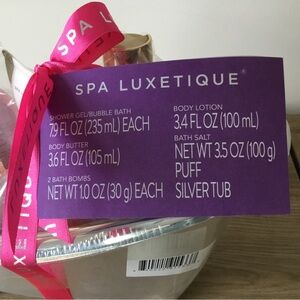 SPA LUXETIQUE
SHOWER GEL/BUBBLE BATH
7.9 FL OZ (235 mL) EACH
BODY BUTTER
3.6 FL OZ (105 mL)
2 BATH BOMBS
NET WT 1.0 OZ (30 g) EACH
BODY LOTION
3.4 FL OZ (100 mL)
BATH SALT
NET WT 3.5 OZ (100 g)
PUFF
SILVER TUB
SPA